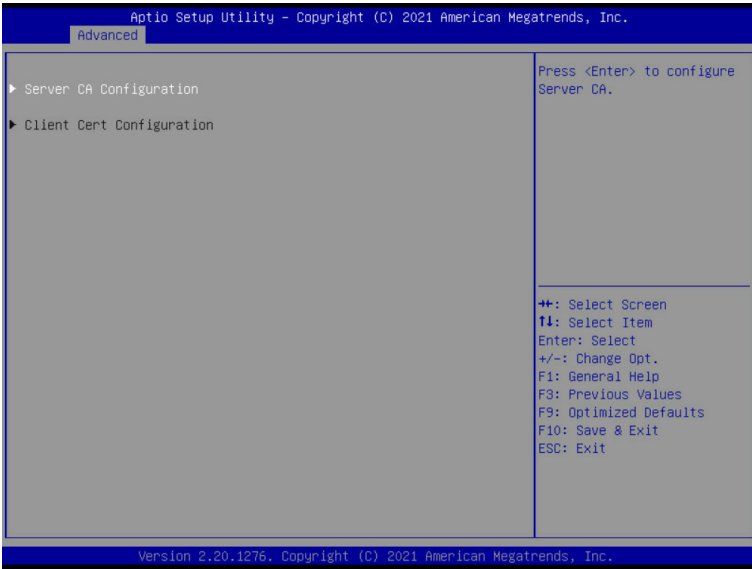 Aptio Setup Utility – Copyright (C) 2021 American Megatrends, Inc.
Advanced
▶ Server CA Configuration
▶ Client Cert Configuration
Press <Enter> to configure
Server CA.
→←: Select Screen
↑↓: Select Item
Enter: Select
+/-: Change Opt.
F1: General Help
F3: Previous Values
F9: Optimized Defaults
F10: Save & Exit
ESC: Exit
Version 2.20.1276. Copyright (C) 2021 American Megatrends, Inc.